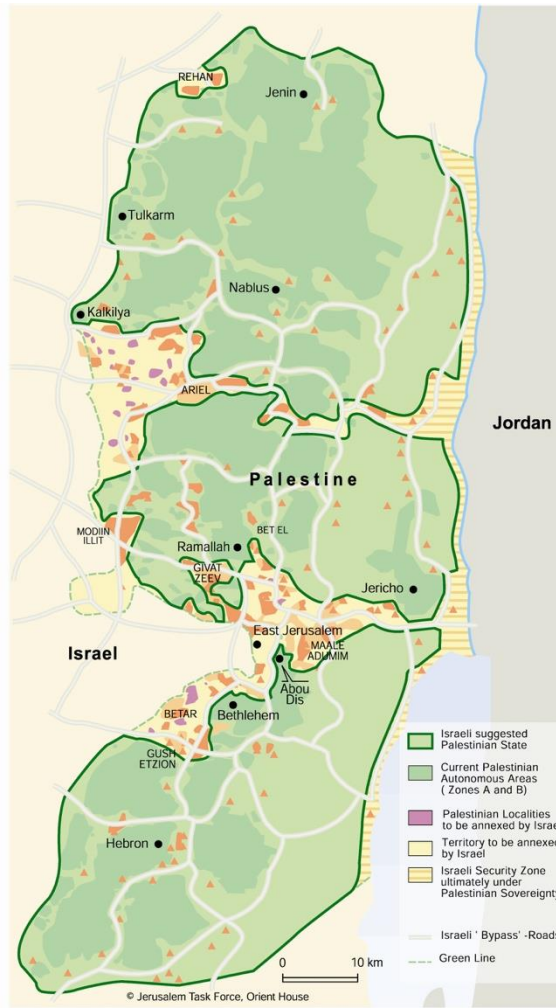 REHAN
Jenin
Tulkarm
Nablus
Kalkilya
ARIEL
Jordan
Palestine
MODIIN
ILLIT
BET EL
Ramallah
GIVAT
ZEEV
Jericho
East Jerusalem
Israel
MAALE
ADUMIM
Abou
Dis
BETAR
Bethlehem
GUSH
ETZION
Hebron
Israeli suggested
Palestinian State
Current Palestinian
Autonomous Areas
( Zones A and B)
Palestinian Localities
to be annexed by Israe
Territory to be annexed
by Israel
Israeli Security Zone
ultimately under
Palestinian Sovereignty
Israeli ' Bypass' -Roads
Green Line
0 10 km
© Jerusalem Task Force, Orient House